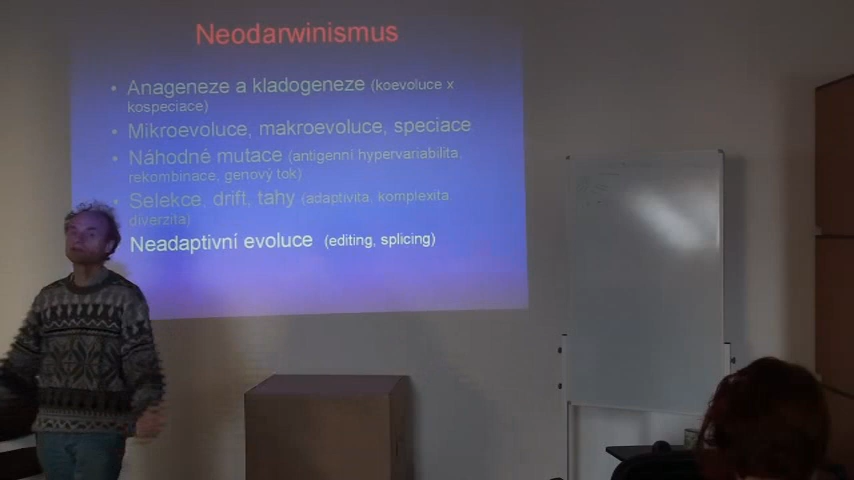 Neodarwinismus
• Anageneze a kladogeneze (koevoluce x
kospeciace)
• Mikroevoluce, makroevoluce, speciace
• Náhodné mutace (antigenní hypervariabilita,
rekombinace, genový tok)
• Selekce, drift, tahy (adaptivita, komplexita,
diverzita)
Neadaptivní evoluce (editing, splicing)